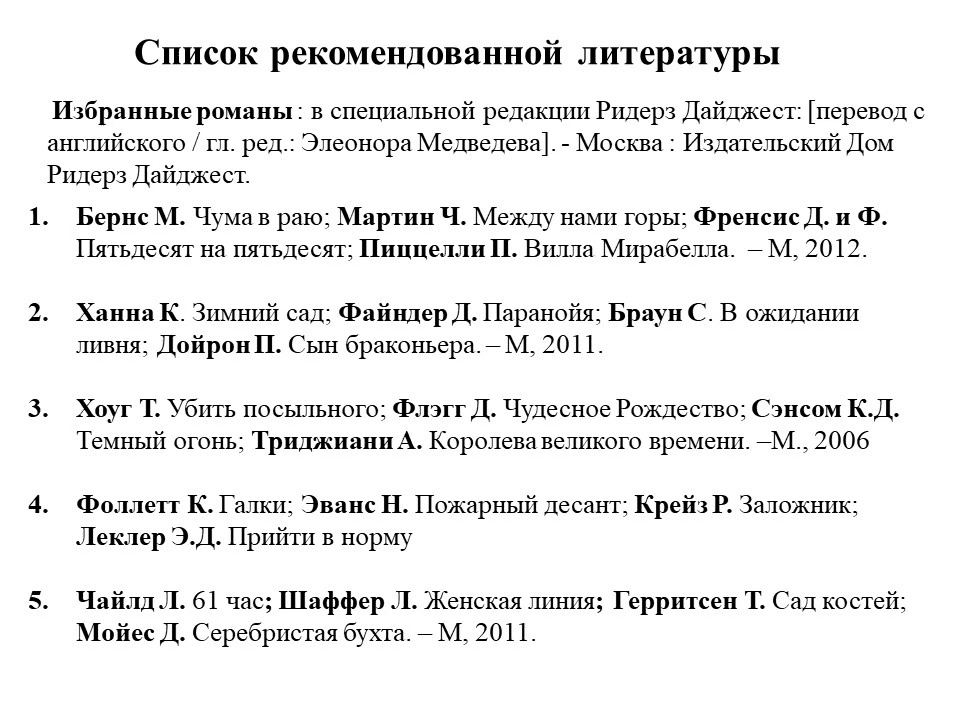 Список рекомендованной литературы
Избранные романы : в специальной редакции Ридерз Дайджест: [перевод с
английского / гл. ред.: Элеонора Медведева]. - Москва : Издательский Дом
Ридерз Дайджест.
1. Бернс М. Чума в раю; Мартин Ч. Между нами горы; Френсис Д. и Ф.
Пятьдесят на пятьдесят; Пиццелли П. Вилла Мирабелла. – М, 2012.
2. Ханна К. Зимний сад; Файндер Д. Паранойя; Браун С. В ожидании
ливня; Дойрон П. Сын браконьера. – М, 2011.
3. Хоуг Т. Убить посыльного; Флэгг Д. Чудесное Рождество; Сэнсом К.Д.
Темный огонь; Триджиани А. Королева великого времени. –М., 2006
4. Фоллетт К. Галки; Эванс Н. Пожарный десант; Крейз Р. Заложник;
Леклер Э.Д. Прийти в норму
5. Чайлд Л. 61 час; Шаффер Л. Женская линия; Герритсен Т. Сад костей;
Мойес Д. Серебристая бухта. – М, 2011.